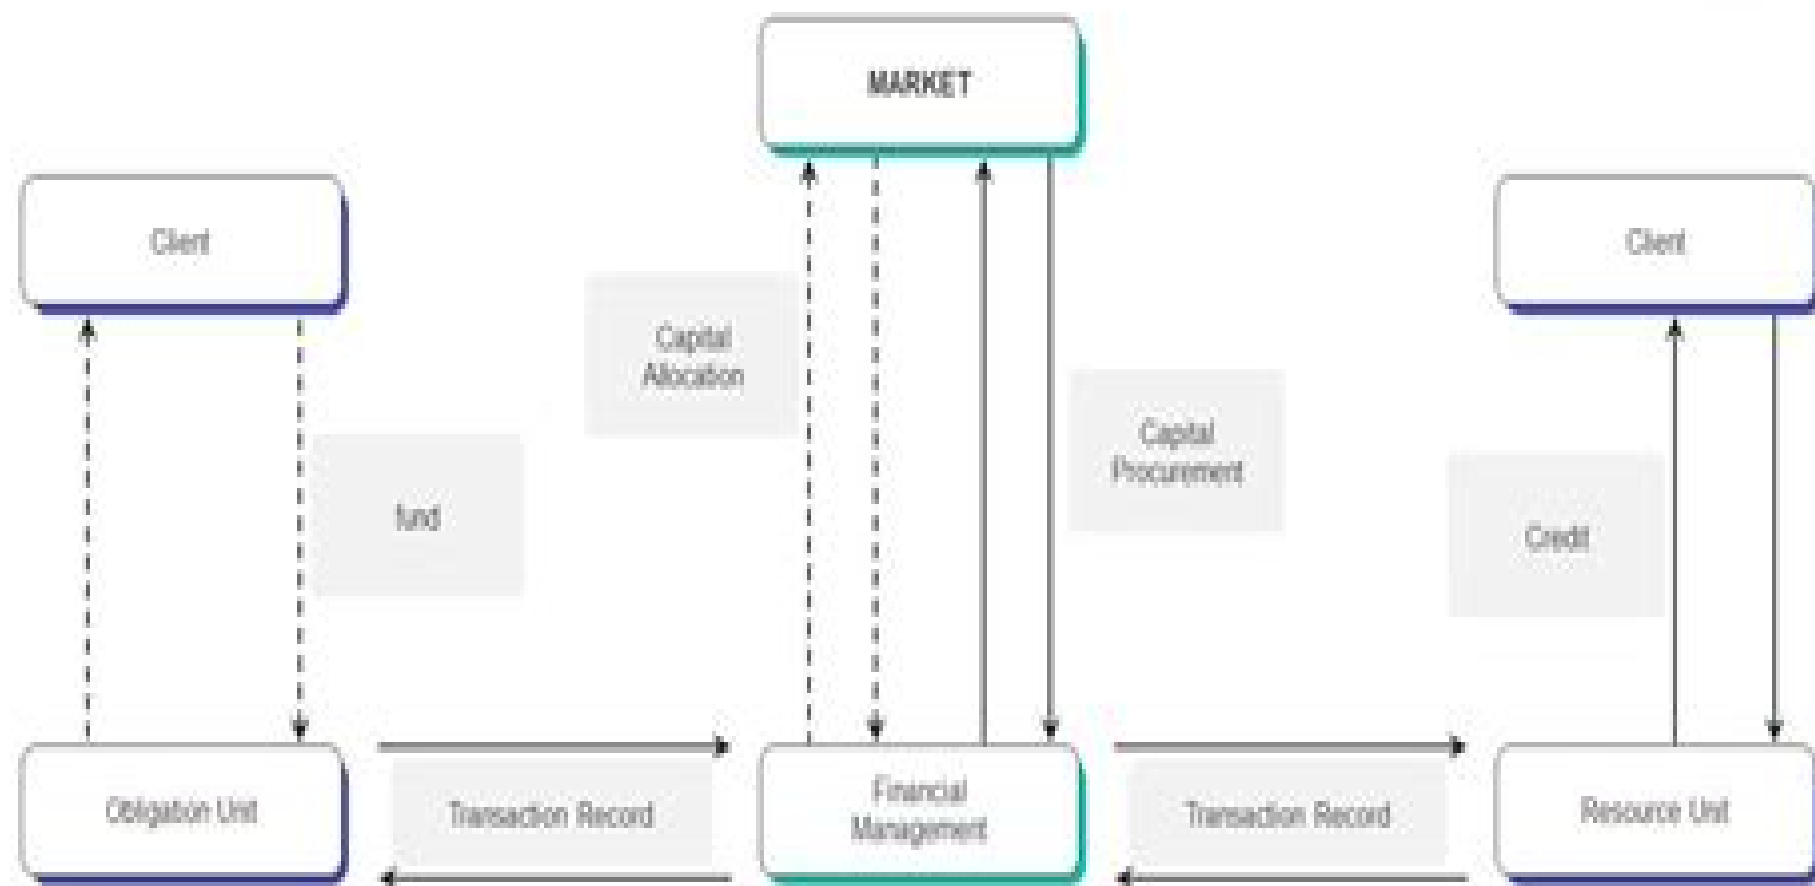 MARKET
Client
Client
Capital
Allocation
Capital
Procurement
fund
Credit
Obligation Unit
Transaction Record
Financial
Management
Transaction Record
Resource Unit